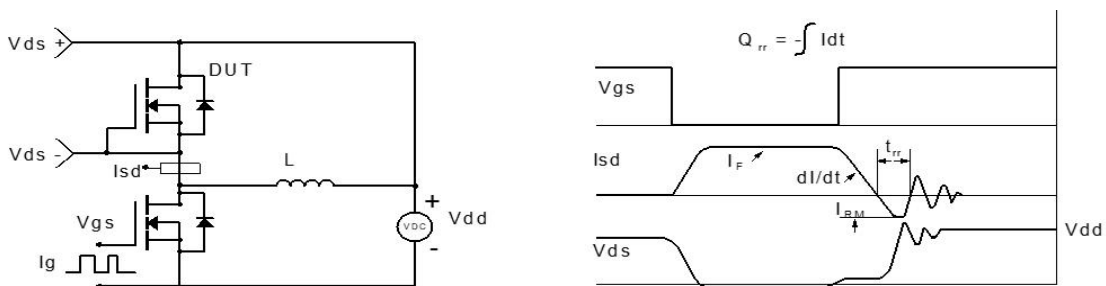 Vds +
DUT
Vds -
Isd
L
Vgs
+
VDC
-
Vdd
Ig
Q rr = -∫ Idt
Vgs
Isd
I F
dI/dt
t rr
I RM
Vds
Vdd